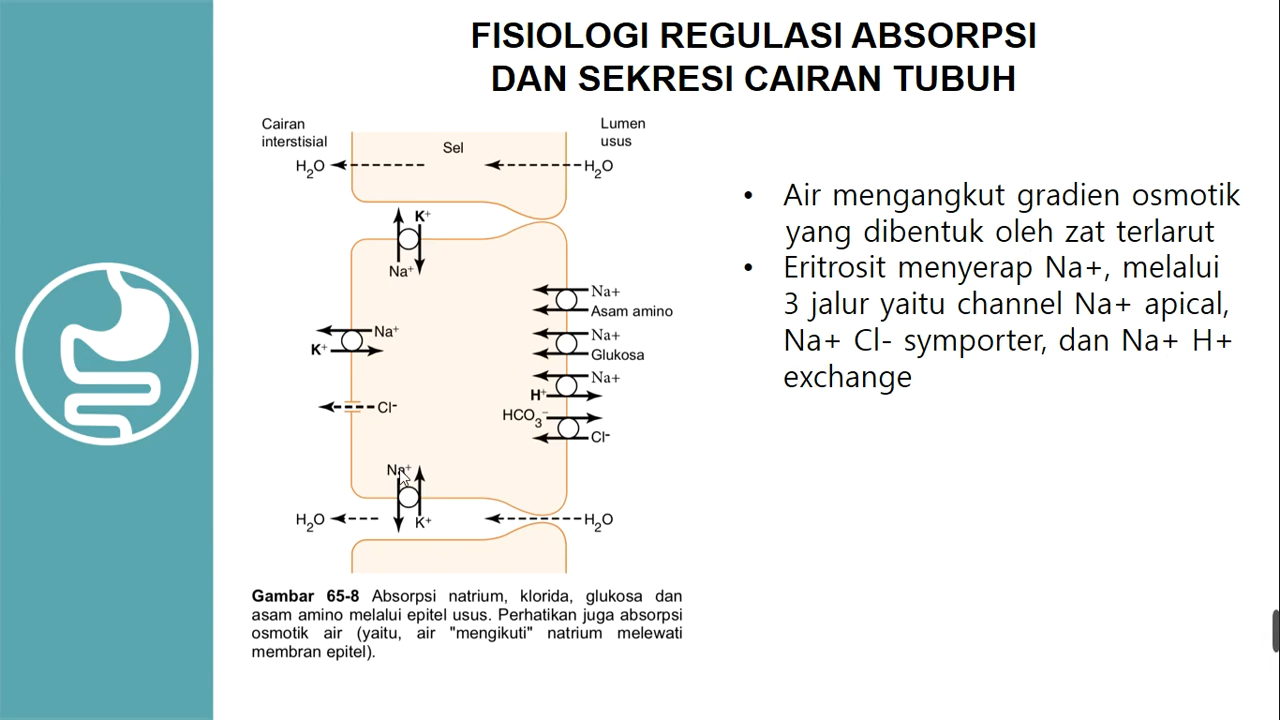 FISIOLOGI REGULASI ABSORPSI
DAN SEKRESI CAIRAN TUBUH
Cairan
interstisial
Sel
Lumen
usus
H₂O
H₂O
K⁺
Na⁺
Na+
Asam amino
Na⁺
K⁺
Na+
Glukosa
Na+
H⁺
Cl⁻
HCO₃⁻
Cl⁻
Na⁺
K⁺
H₂O
H₂O
Gambar 65-8 Absorpsi natrium, klorida, glukosa dan
asam amino melalui epitel usus. Perhatikan juga absorpsi
osmotik air (yaitu, air "mengikuti" natrium melewati
membran epitel).
• Air mengangkut gradien osmotik
yang dibentuk oleh zat terlarut
• Eritrosit menyerap Na+, melalui
3 jalur yaitu channel Na+ apical,
Na+ Cl- symporter, dan Na+ H+
exchange